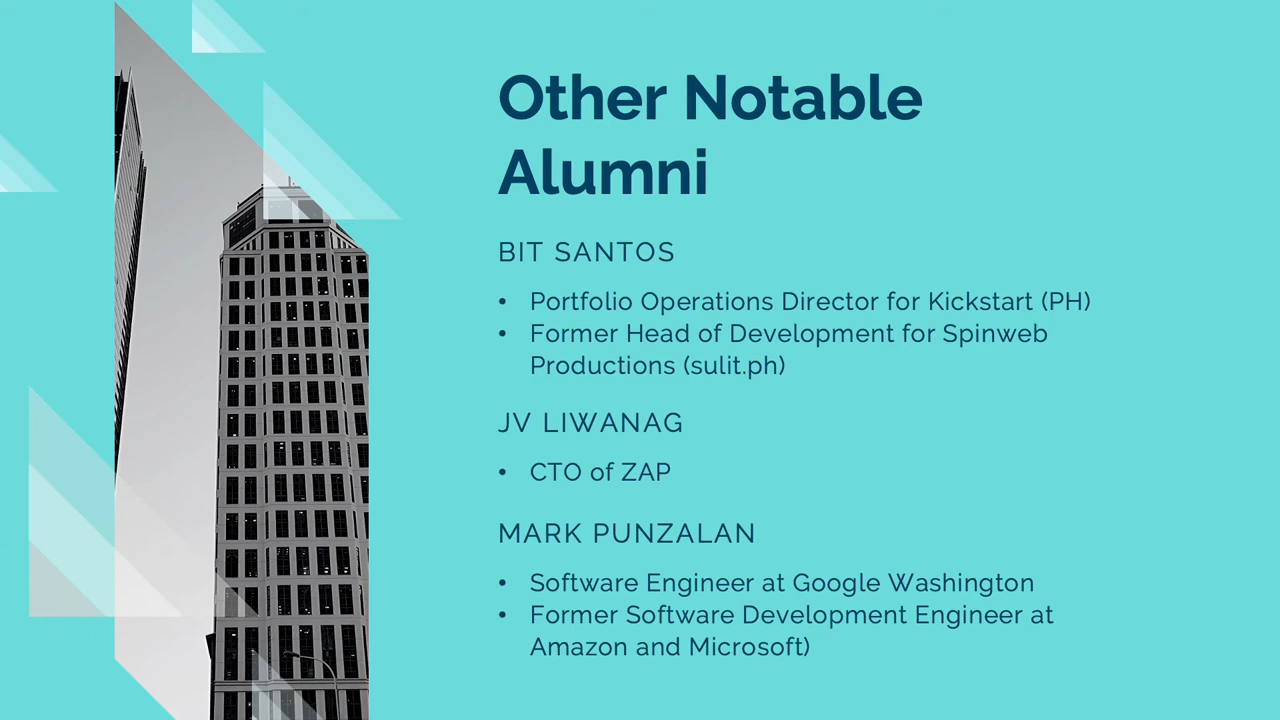 Other Notable
Alumni
BIT SANTOS
• Portfolio Operations Director for Kickstart (PH)
• Former Head of Development for Spinweb
Productions (sulit.ph)
JV LIWANAG
• CTO of ZAP
MARK PUNZALAN
• Software Engineer at Google Washington
• Former Software Development Engineer at
Amazon and Microsoft)